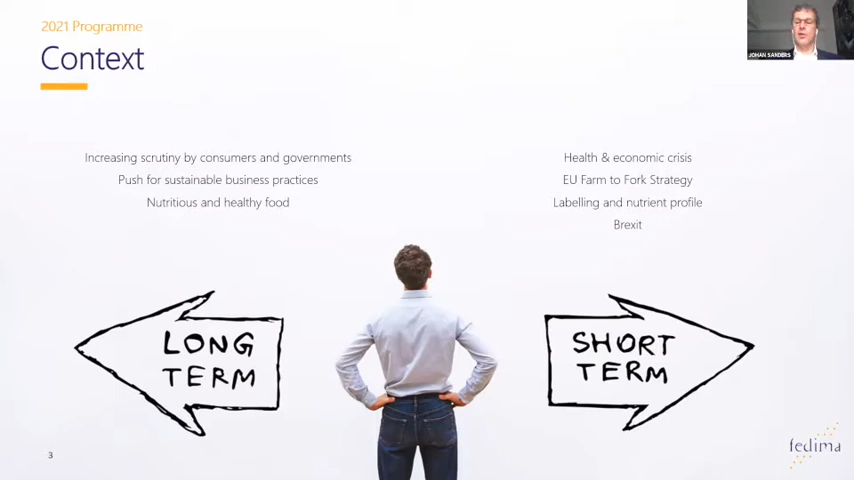 2021 Programme
Context
JOHAN SANDERS
Increasing scrutiny by consumers and governments
Push for sustainable business practices
Nutritious and healthy food
Health & economic crisis
EU Farm to Fork Strategy
Labelling and nutrient profile
Brexit
LONG
TERM
SHORT
TERM
3
fedima